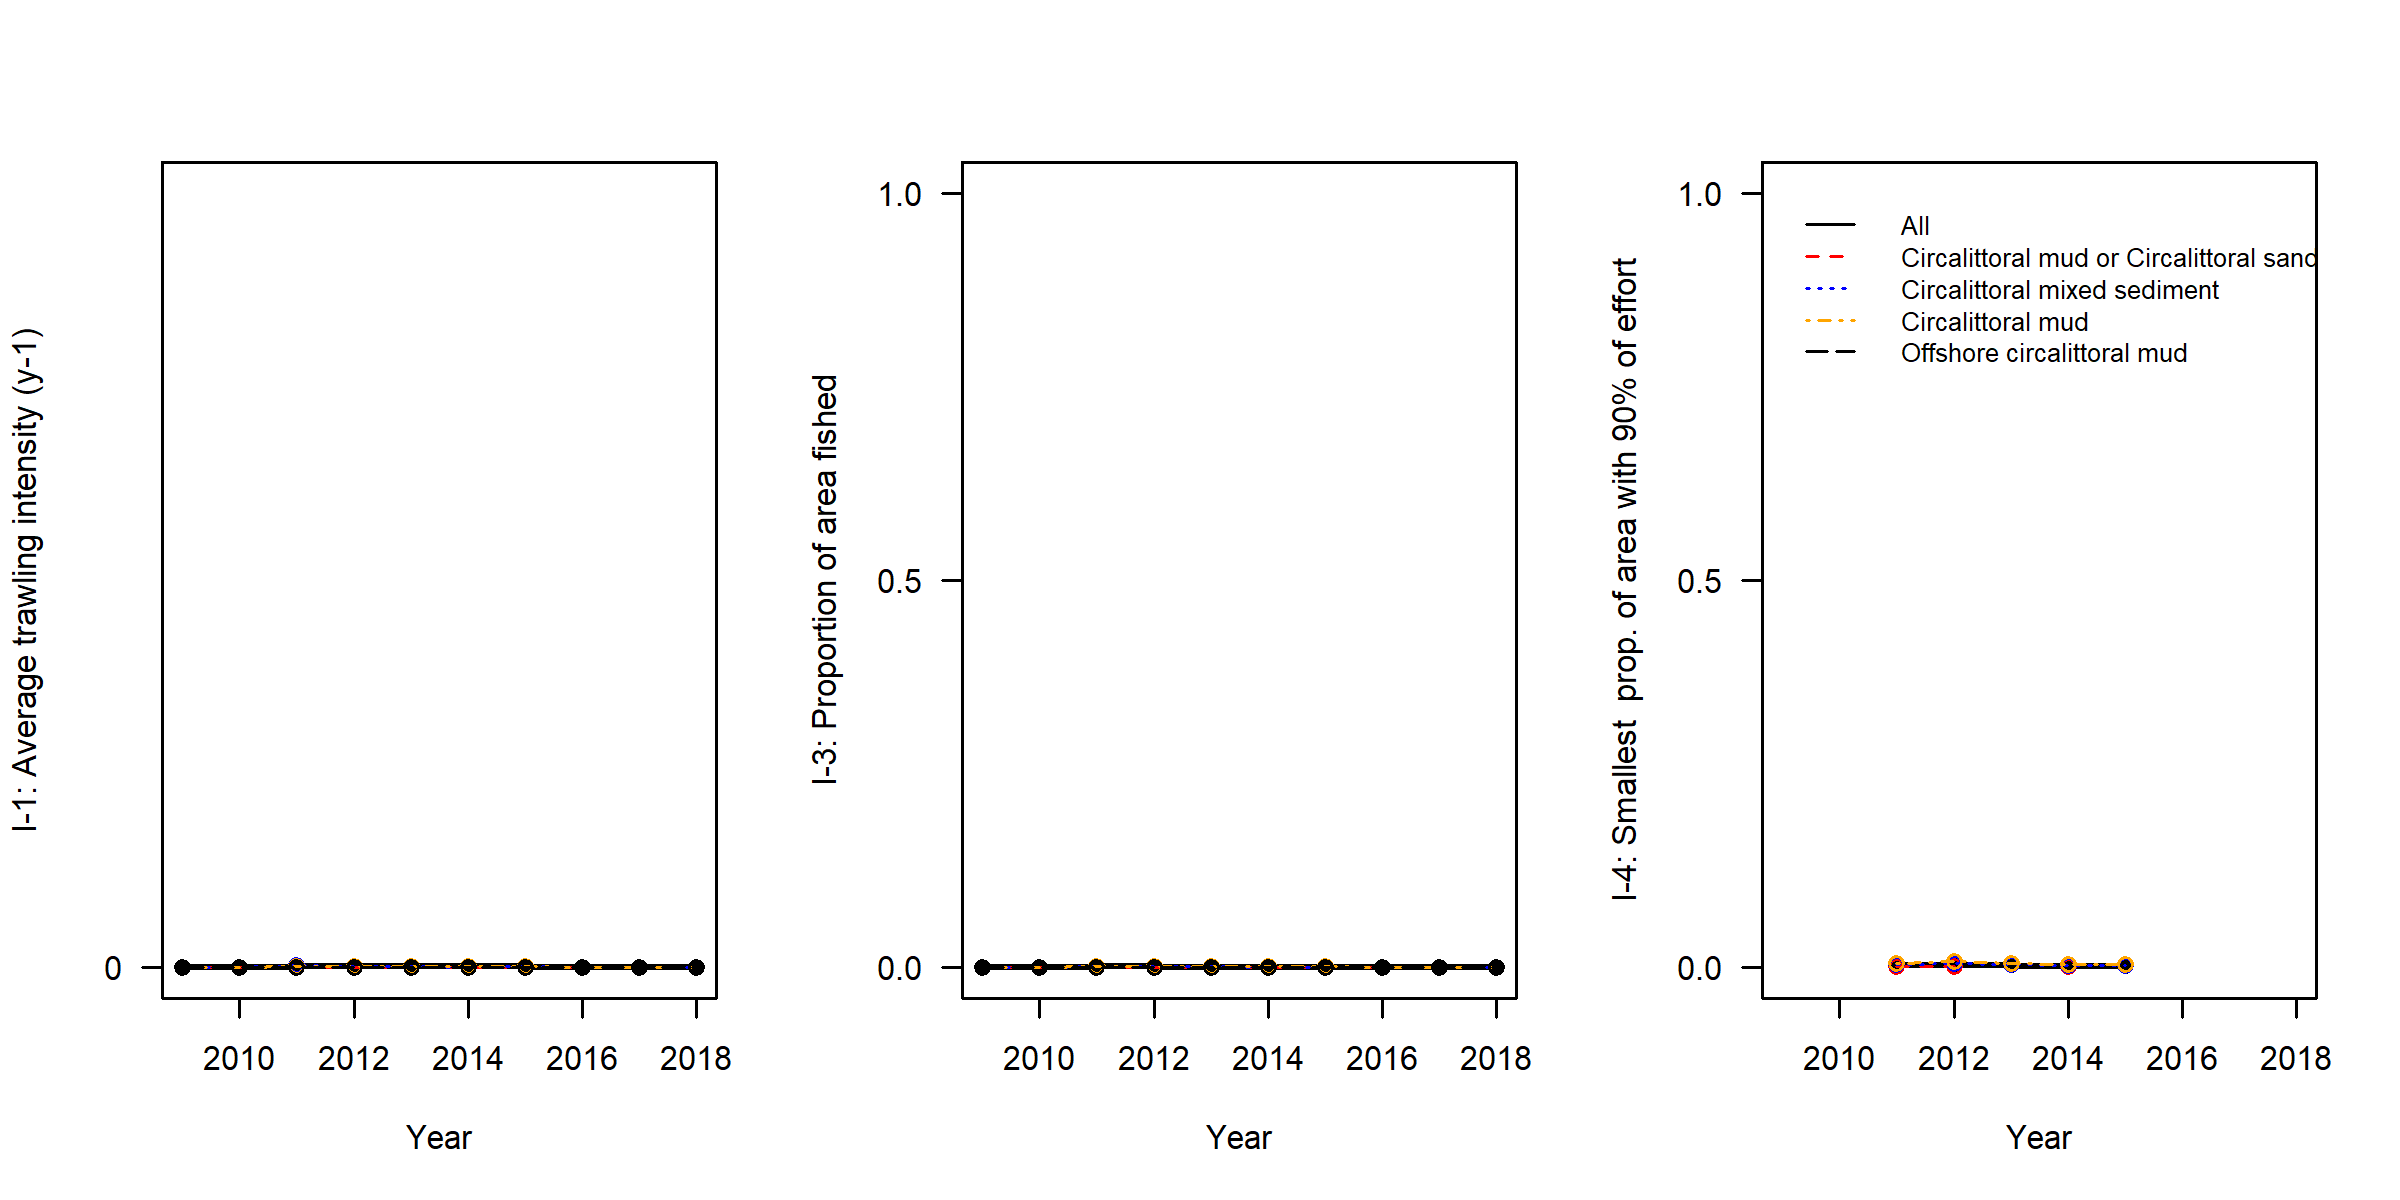 I-1: Average trawling intensity (y-1)
0
2010 2012 2014 2016 2018
Year
I-3: Proportion of area fished
1.0
0.5
0.0
2010 2012 2014 2016 2018
Year
I-4: Smallest prop. of area with 90% of effort
1.0
0.5
0.0
All
Circalittoral mud or Circalittoral sand
Circalittoral mixed sediment
Circalittoral mud
Offshore circalittoral mud
2010 2012 2014 2016 2018
Year